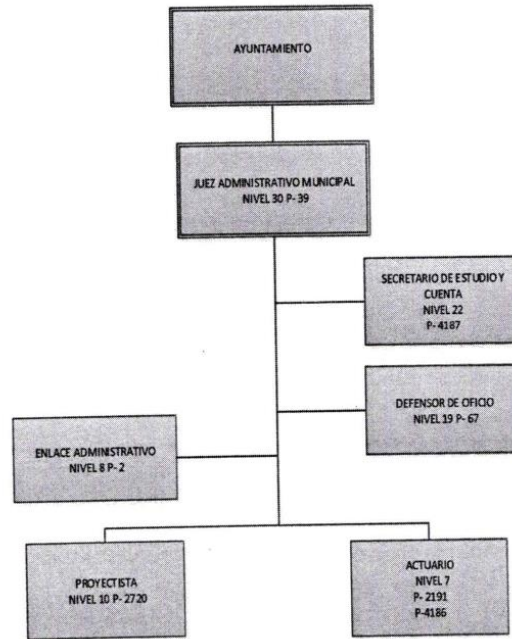 AYUNTAMIENTO
JUEZ ADMINISTRATIVO MUNICIPAL
NIVEL 30 P- 39
SECRETARIO DE ESTUDIO Y
CUENTA
NIVEL 22
P- 4187
DEFENSOR DE OFICIO
NIVEL 19 P- 67
ENLACE ADMINISTRATIVO
NIVEL 8 P- 2
PROYECTISTA
NIVEL 10 P- 2720
ACTUARIO
NIVEL 7
P- 2191
P-4186